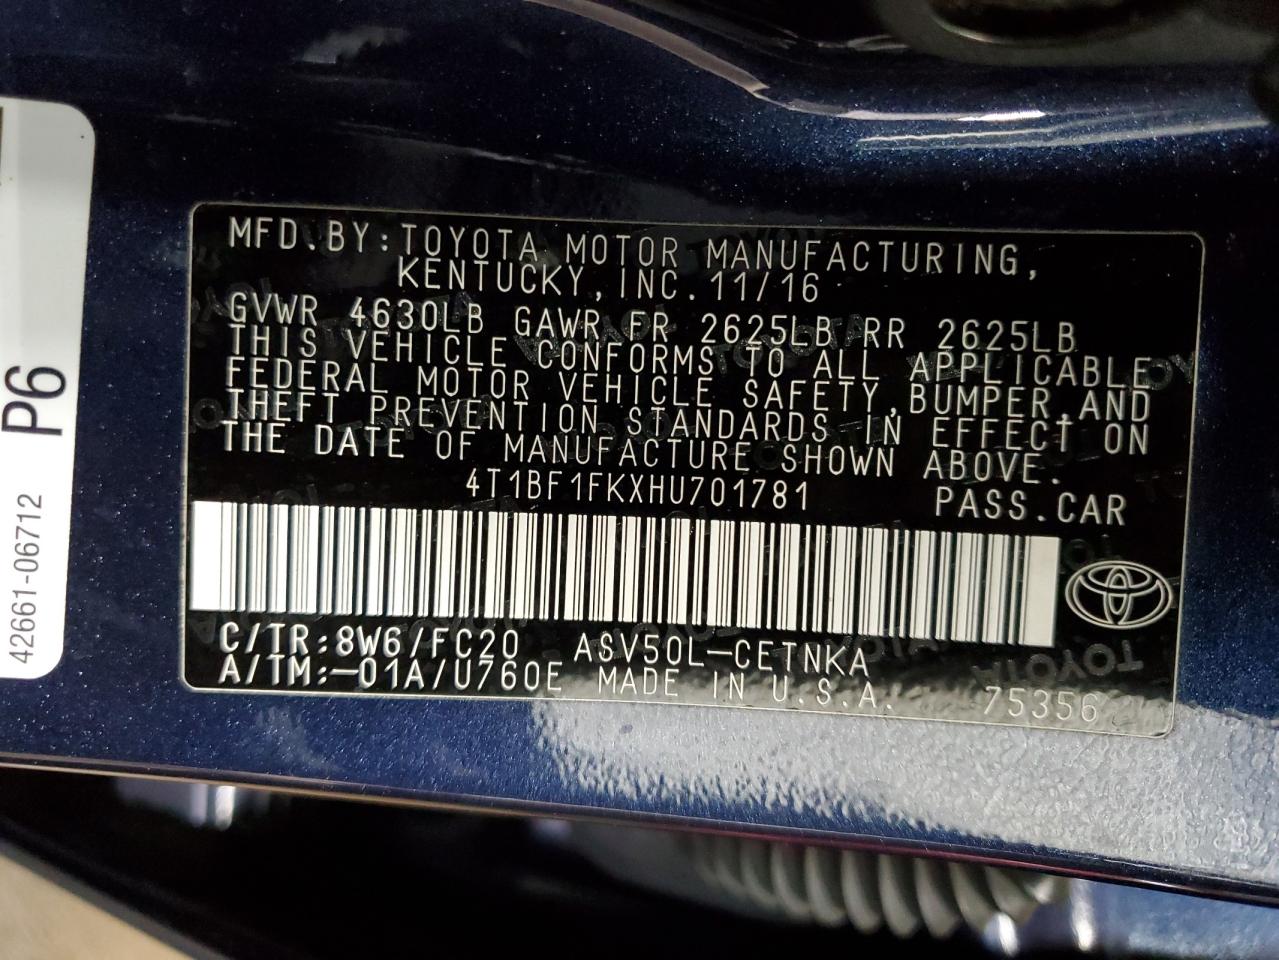 MFD.BY:TOYOTA MOTOR MANUFACTURING,
KENTUCKY,INC.11/16
GVWR 4630LB GAWR FR 2625LB RR 2625LB
THIS VEHICLE CONFORMS TO ALL APPLICABLE
FEDERAL MOTOR VEHICLE SAFETY,BUMPER,AND
THEFT PREVENTION STANDARDS IN EFFECT ON
THE DATE OF MANUFACTURE SHOWN ABOVE.
4T1BF1FKXHU701781 PASS.CAR
C/TR:8W6/FC20 ASV50L-CETNKA
A/TM:-01A/U760E MADE IN U.S.A. 75356
42661-06712 P6